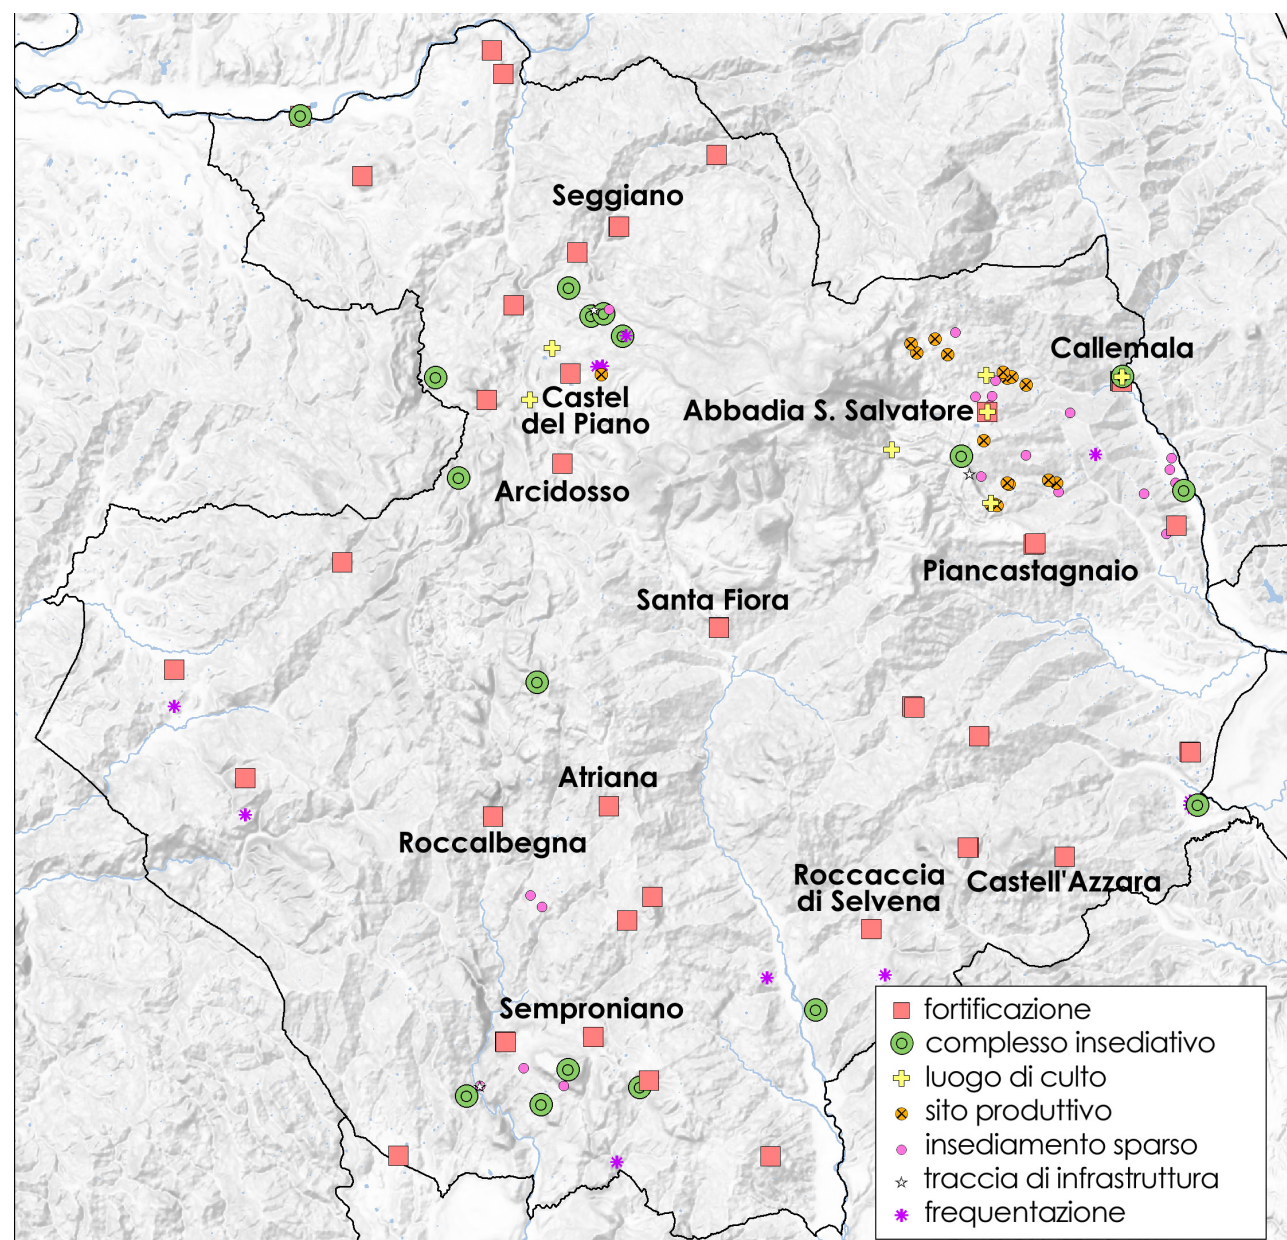 Seggiano
Callemala
Castel
del Piano
Abbadia S. Salvatore
Arcidosso
Piancastagnaio
Santa Fiora
Atriana
Roccalbegna
Roccaccia
di Selvena
Castell'Azzara
Semproniano
fortificazione
complesso insediativo
luogo di culto
sito produttivo
insediamento sparso
traccia di infrastruttura
frequentazione